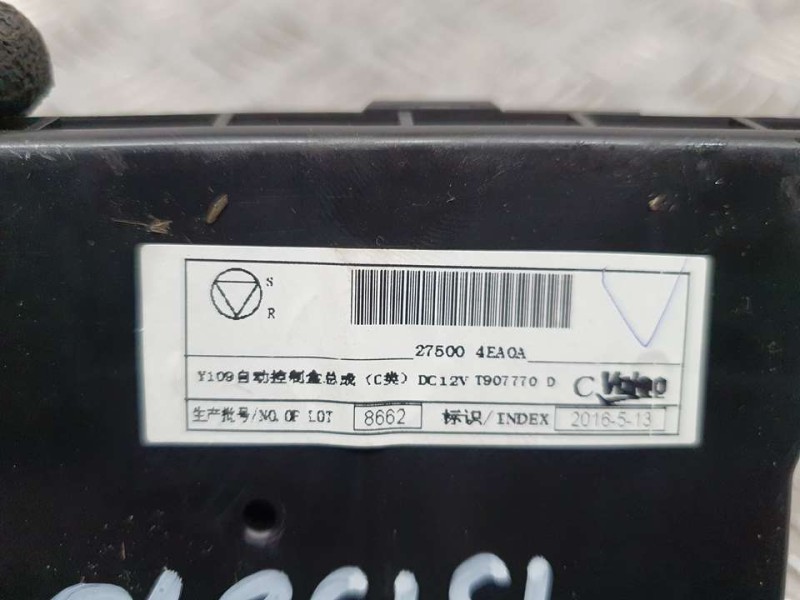 S
R
27500 4EA0A
Y109自动控制盒总成（C类）DC12V T907770 D C Valeo
生产批号/NO.OF LOT 8662 标识/INDEX 2016-5-13